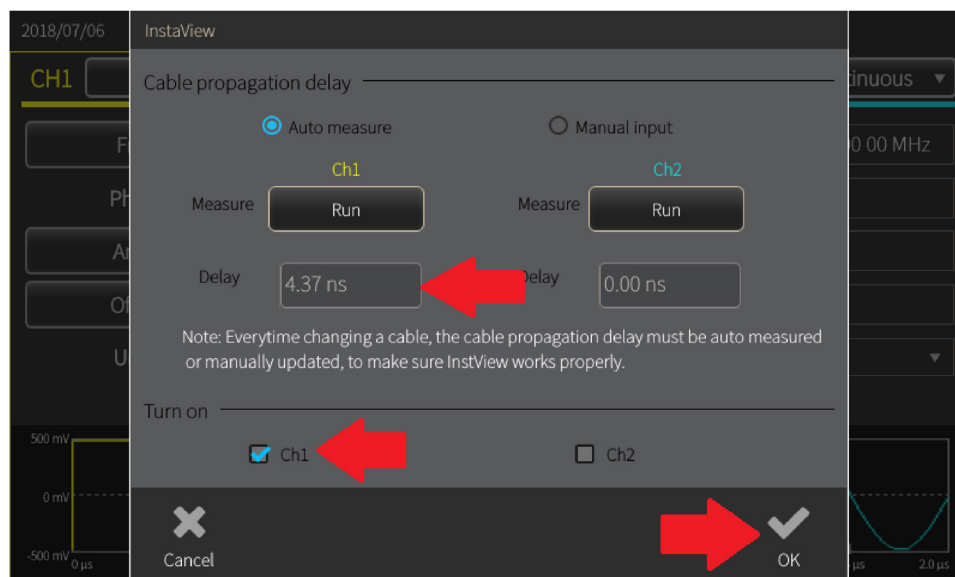 2018/07/06
InstaView
CH1
Cable propagation delay
Auto measure
Manual input
Ch1
Ch2
Measure
Run
Measure
Run
00 MHz
Delay
4.37 ns
Delay
0.00 ns
Note: Everytime changing a cable, the cable propagation delay must be auto measured
or manually updated, to make sure InstView works properly.
Turn on
Ch1
Ch2
500 mV
0 mV
-500 mV
0 µs
Cancel
OK
µs
2.0 µs